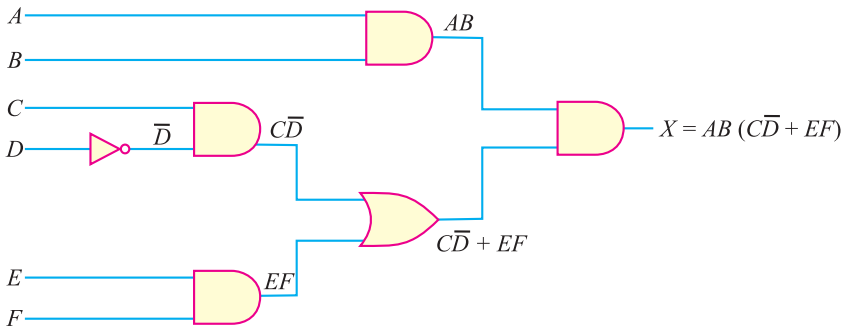 A
AB
B
C
D
D̅
CD̅
X = AB (CD̅ + EF)
CD̅ + EF
E
EF
F